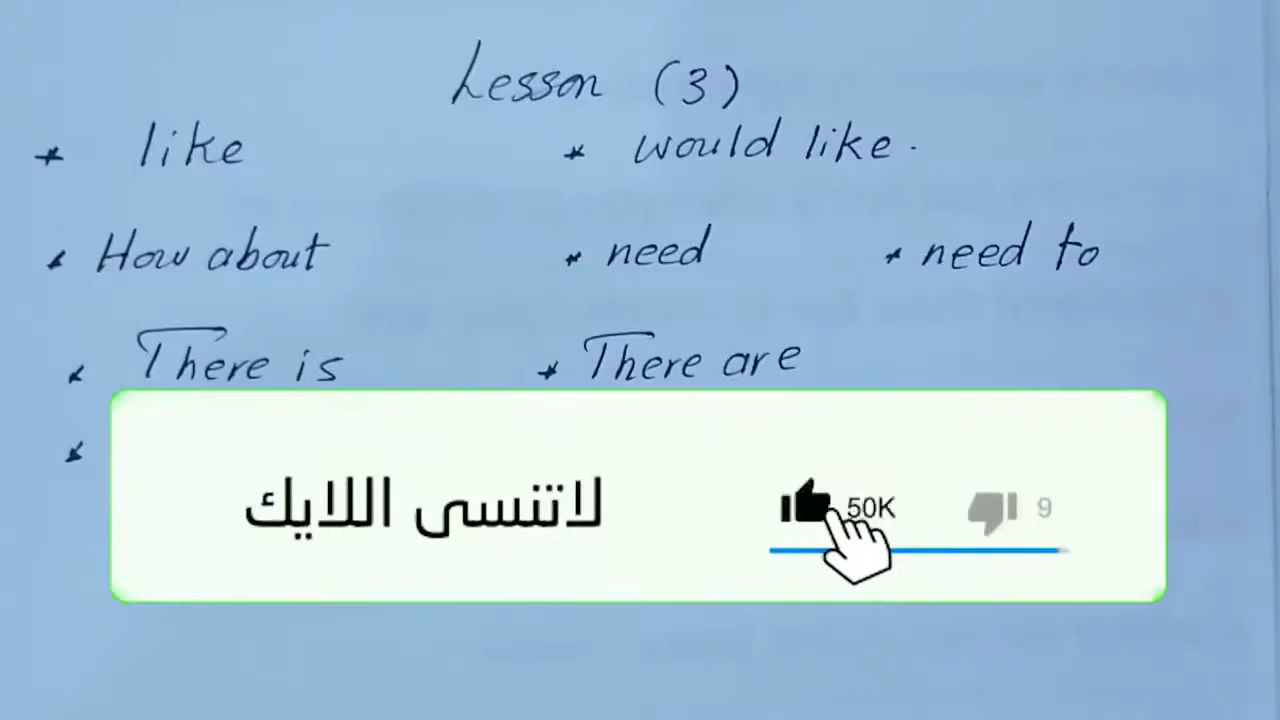 Lesson (3)
* like * would like.
* How about * need * need to
* There is * There are
*
لاتنسى اللايك 50K 9